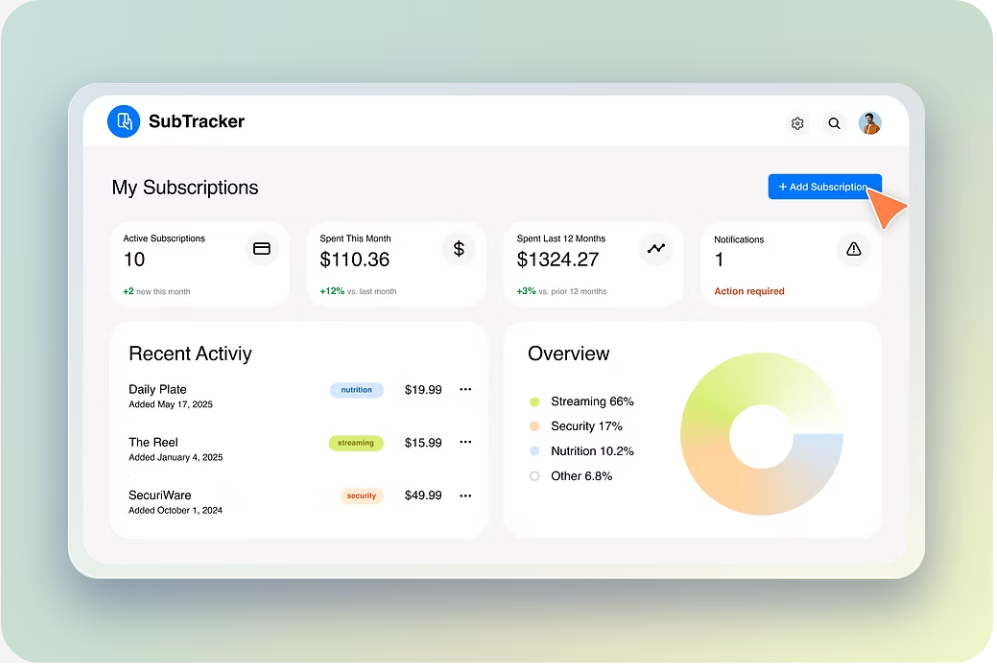 SubTracker
My Subscriptions
+ Add Subscription
Active Subscriptions
10
+2 new this month
Spent This Month
$110.36
+12% vs. last month
Spent Last 12 Months
$1324.27
+3% vs. prior 12 months
Notifications
1
Action required
Recent Activiy
Daily Plate
Added May 17, 2025
nutrition
$19.99
The Reel
Added January 4, 2025
streaming
$15.99
SecuriWare
Added October 1, 2024
security
$49.99
Overview
Streaming 66%
Security 17%
Nutrition 10.2%
Other 6.8%